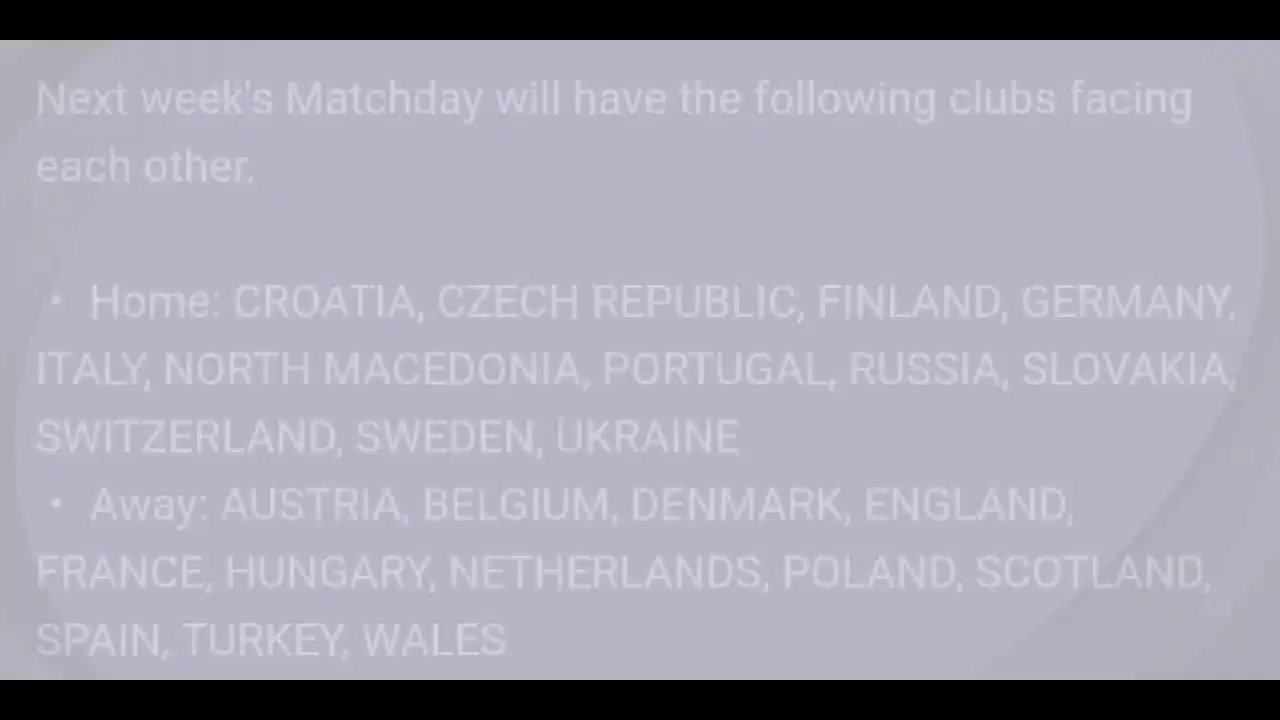 Next week's Matchday will have the following clubs facing
each other.
• Home: CROATIA, CZECH REPUBLIC, FINLAND, GERMANY,
ITALY, NORTH MACEDONIA, PORTUGAL, RUSSIA, SLOVAKIA,
SWITZERLAND, SWEDEN, UKRAINE
• Away: AUSTRIA, BELGIUM, DENMARK, ENGLAND,
FRANCE, HUNGARY, NETHERLANDS, POLAND, SCOTLAND,
SPAIN, TURKEY, WALES